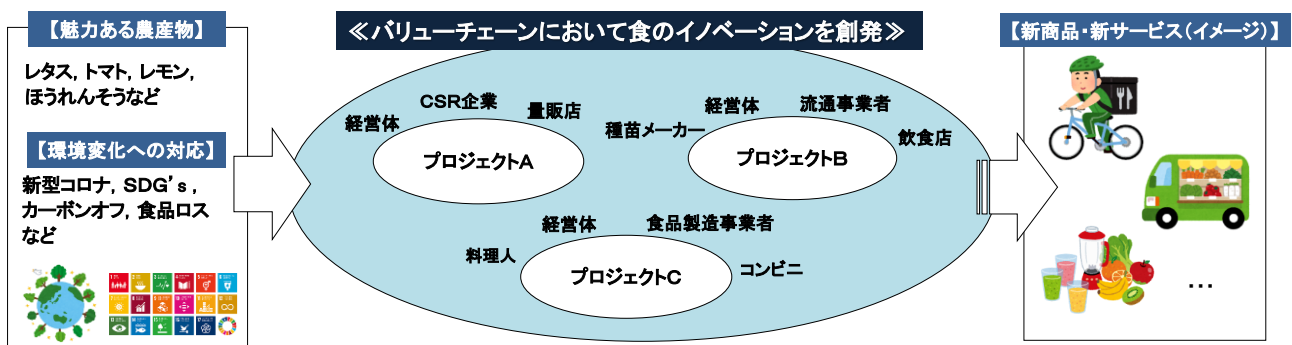 【魅力ある農産物】
レタス，トマト，レモン，
ほうれんそうなど
【環境変化への対応】
新型コロナ，ＳＤＧ’ｓ，
カーボンオフ，食品ロス
など
≪バリューチェーンにおいて食のイノベーションを創発≫
経営体
ＣＳＲ企業
量販店
プロジェクトＡ
種苗メーカー
経営体
流通事業者
飲食店
プロジェクトＢ
料理人
経営体
食品製造事業者
コンビニ
プロジェクトＣ
【新商品・新サービス（イメージ）】
…